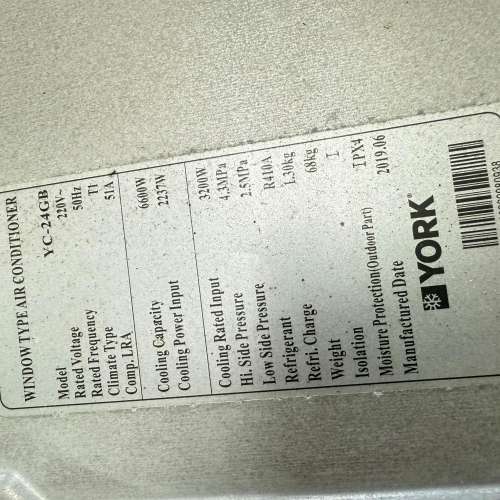 WINDOW TYPE AIR CONDITIONER
Model YC-24GB
Rated Voltage 220V~
Rated Frequency 50Hz
Climate Type T1
Comp. LRA 51A
Cooling Capacity 6600W
Cooling Power Input 2237W
Cooling Rated Input 3200W
Hi. Side Pressure 4.3MPa
Low Side Pressure 2.5MPa
Refrigerant R410A
Refri. Charge 1.30kg
Weight 68kg
Isolation I
Moisture Protection(Outdoor Part) IPX4
Manufactured Date 2019.06
YORK